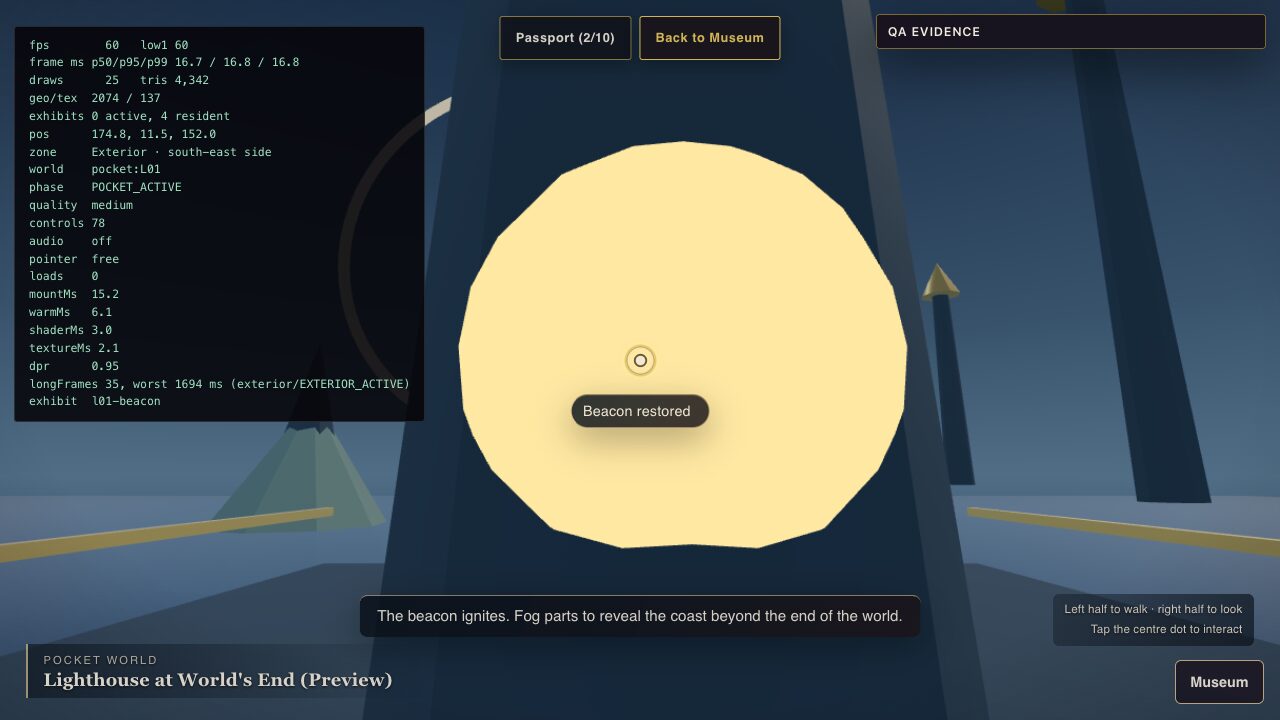 fps 60 low1 60
frame ms p50/p95/p99 16.7 / 16.8 / 16.8
draws 25 tris 4,342
geo/tex 2074 / 137
exhibits 0 active, 4 resident
pos 174.8, 11.5, 152.0
zone Exterior · south-east side
world pocket:L01
phase POCKET_ACTIVE
quality medium
controls 78
audio off
pointer free
loads 0
mountMs 15.2
warmMs 6.1
shaderMs 3.0
textureMs 2.1
dpr 0.95
longFrames 35, worst 1694 ms (exterior/EXTERIOR_ACTIVE)
exhibit l01-beacon
Passport (2/10)
Back to Museum
QA EVIDENCE
Beacon restored
The beacon ignites. Fog parts to reveal the coast beyond the end of the world.
Left half to walk · right half to look
Tap the centre dot to interact
POCKET WORLD
Lighthouse at World's End (Preview)
Museum